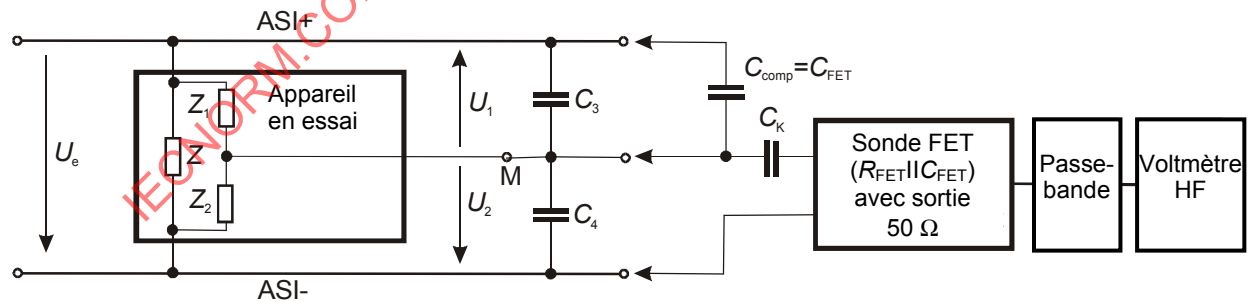 ASI+
Appareil
en essai
Z1
Z
Z2
Ue
U1
U2
M
C3
C4
Ccomp=CFET
CK
Sonde FET
(RFETIICFET)
avec sortie
50 Ω
Passe-
bande
Voltmètre
HF
ASI-
IECNORM.CO